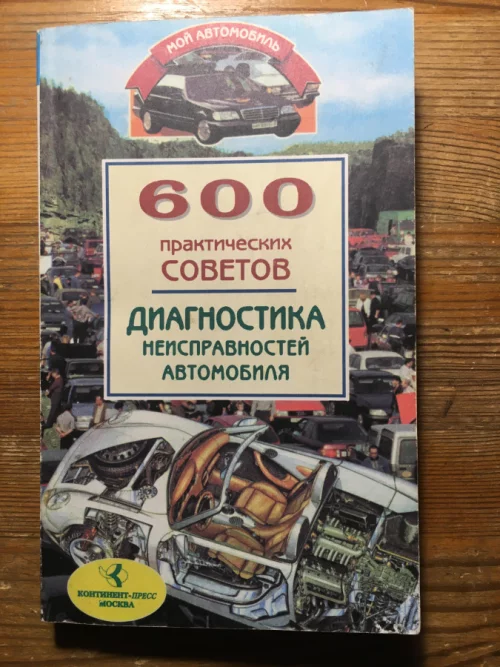 МОЙ АВТОМОБИЛЬ
600
ПРАКТИЧЕСКИХ
СОВЕТОВ
ДИАГНОСТИКА
НЕИСПРАВНОСТЕЙ
АВТОМОБИЛЯ
КОНТИНЕНТ-ПРЕСС
МОСКВА